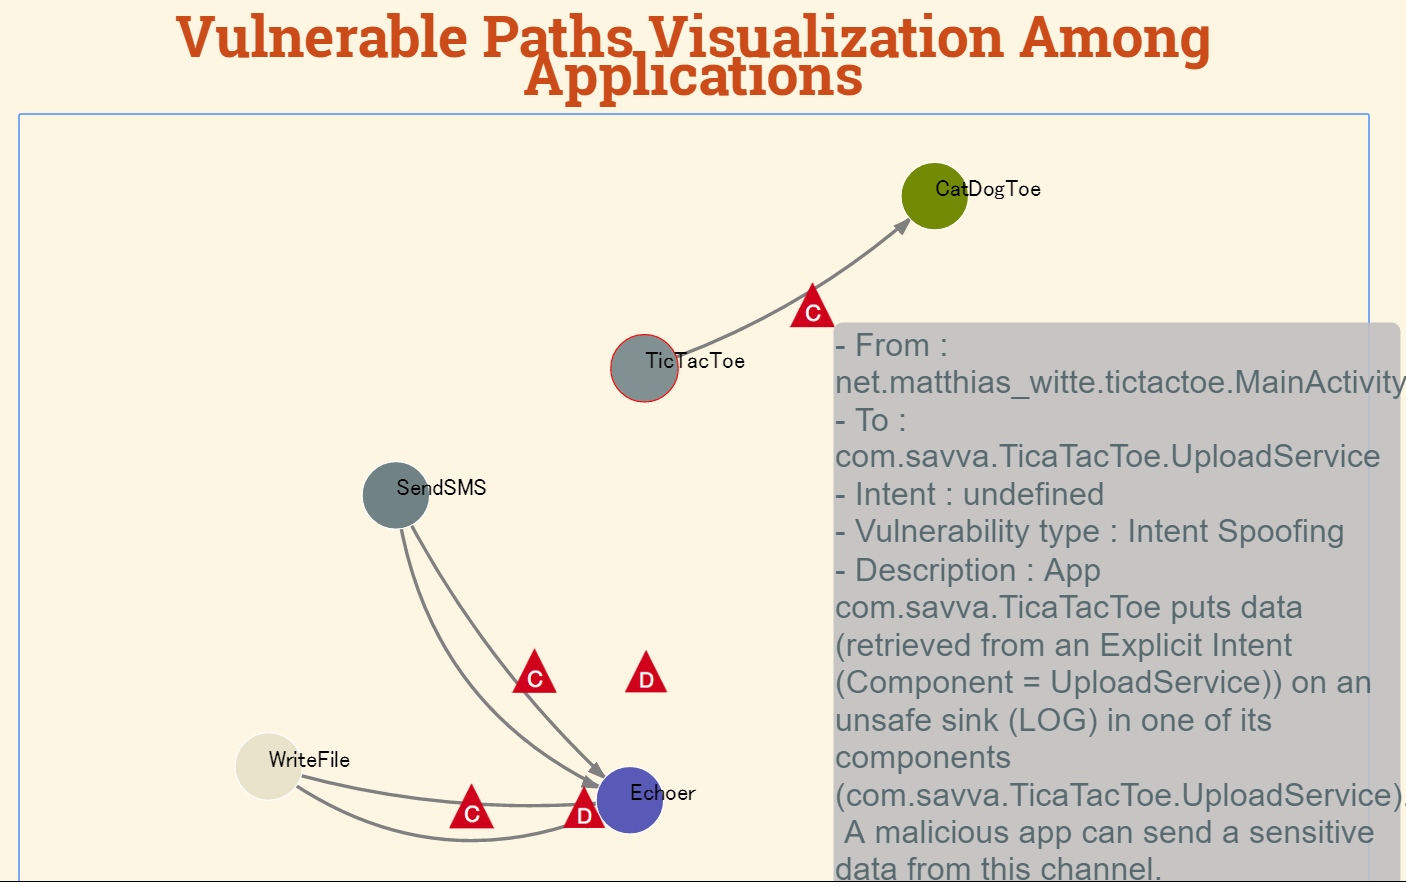 Vulnerable Paths Visualization Among
Applications
CatDogToe
C
TicTacToe
- From :
net.matthias_witte.tictactoe.MainActivity
- To :
com.savva.TicaTacToe.UploadService
- Intent : undefined
- Vulnerability type : Intent Spoofing
- Description : App
com.savva.TicaTacToe puts data
(retrieved from an Explicit Intent
(Component = UploadService)) on an
unsafe sink (LOG) in one of its
components
(com.savva.TicaTacToe.UploadService).
A malicious app can send a sensitive
data from this channel.
SendSMS
C
D
WriteFile
Echoer
C
D